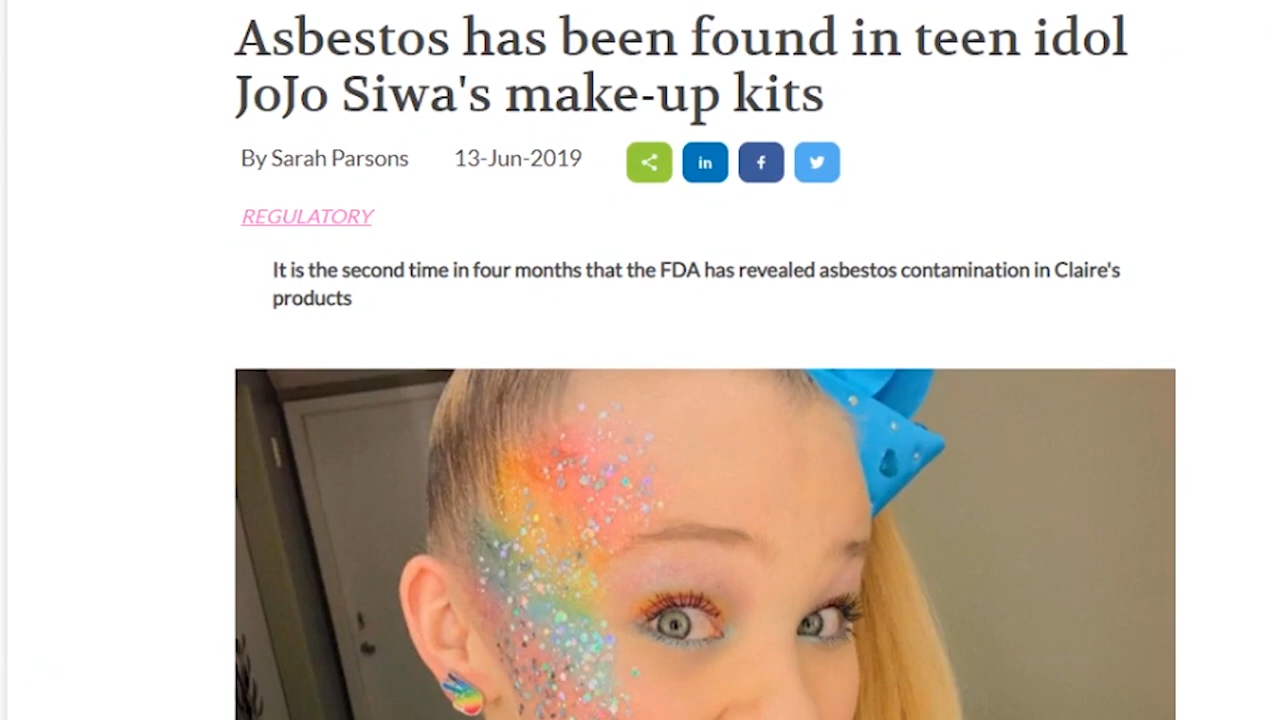 Asbestos has been found in teen idol
JoJo Siwa's make-up kits
By Sarah Parsons 13-Jun-2019
in f
REGULATORY
It is the second time in four months that the FDA has revealed asbestos contamination in Claire's
products